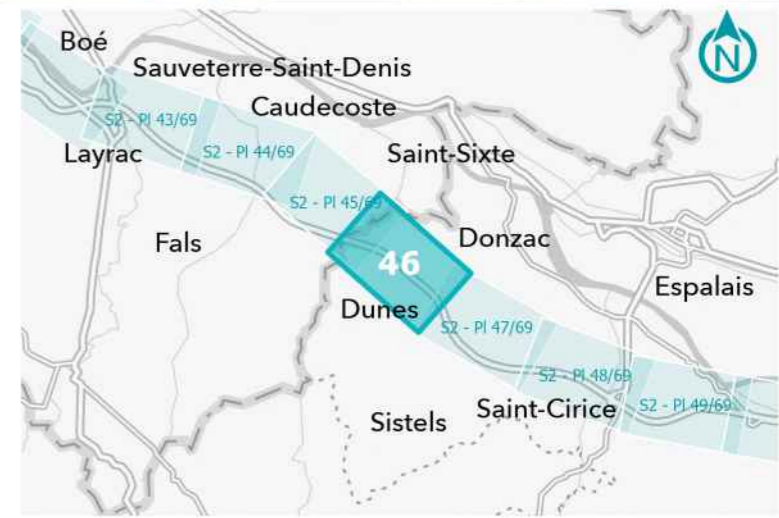 Boé
N
Sauveterre-Saint-Denis
Caudecoste
S2 - Pl 43/69
Layrac
S2 - Pl 44/69
Saint-Sixte
S2 - Pl 45/69
Fals
Donzac
46
Espalais
Dunes
S2 - Pl 47/69
S2 - Pl 48/69
Saint-Cirice
S2 - Pl 49/69
Sistels